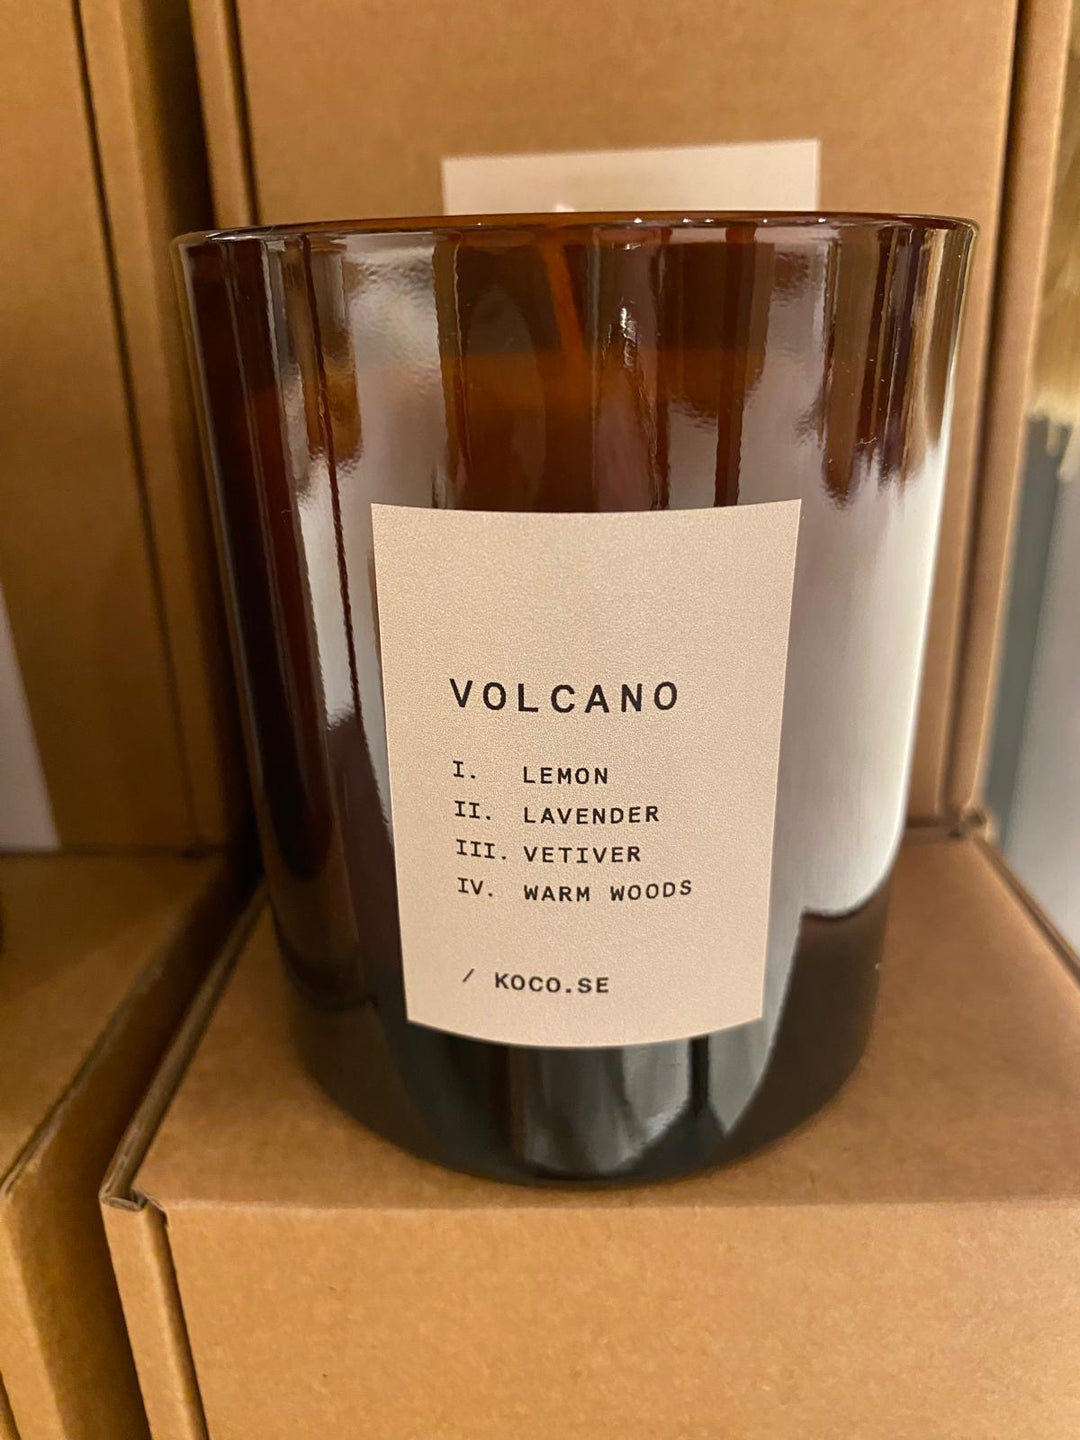 VOLCANO
I. LEMON
II. LAVENDER
III. VETIVER
IV. WARM WOODS
/ KOCO.SE